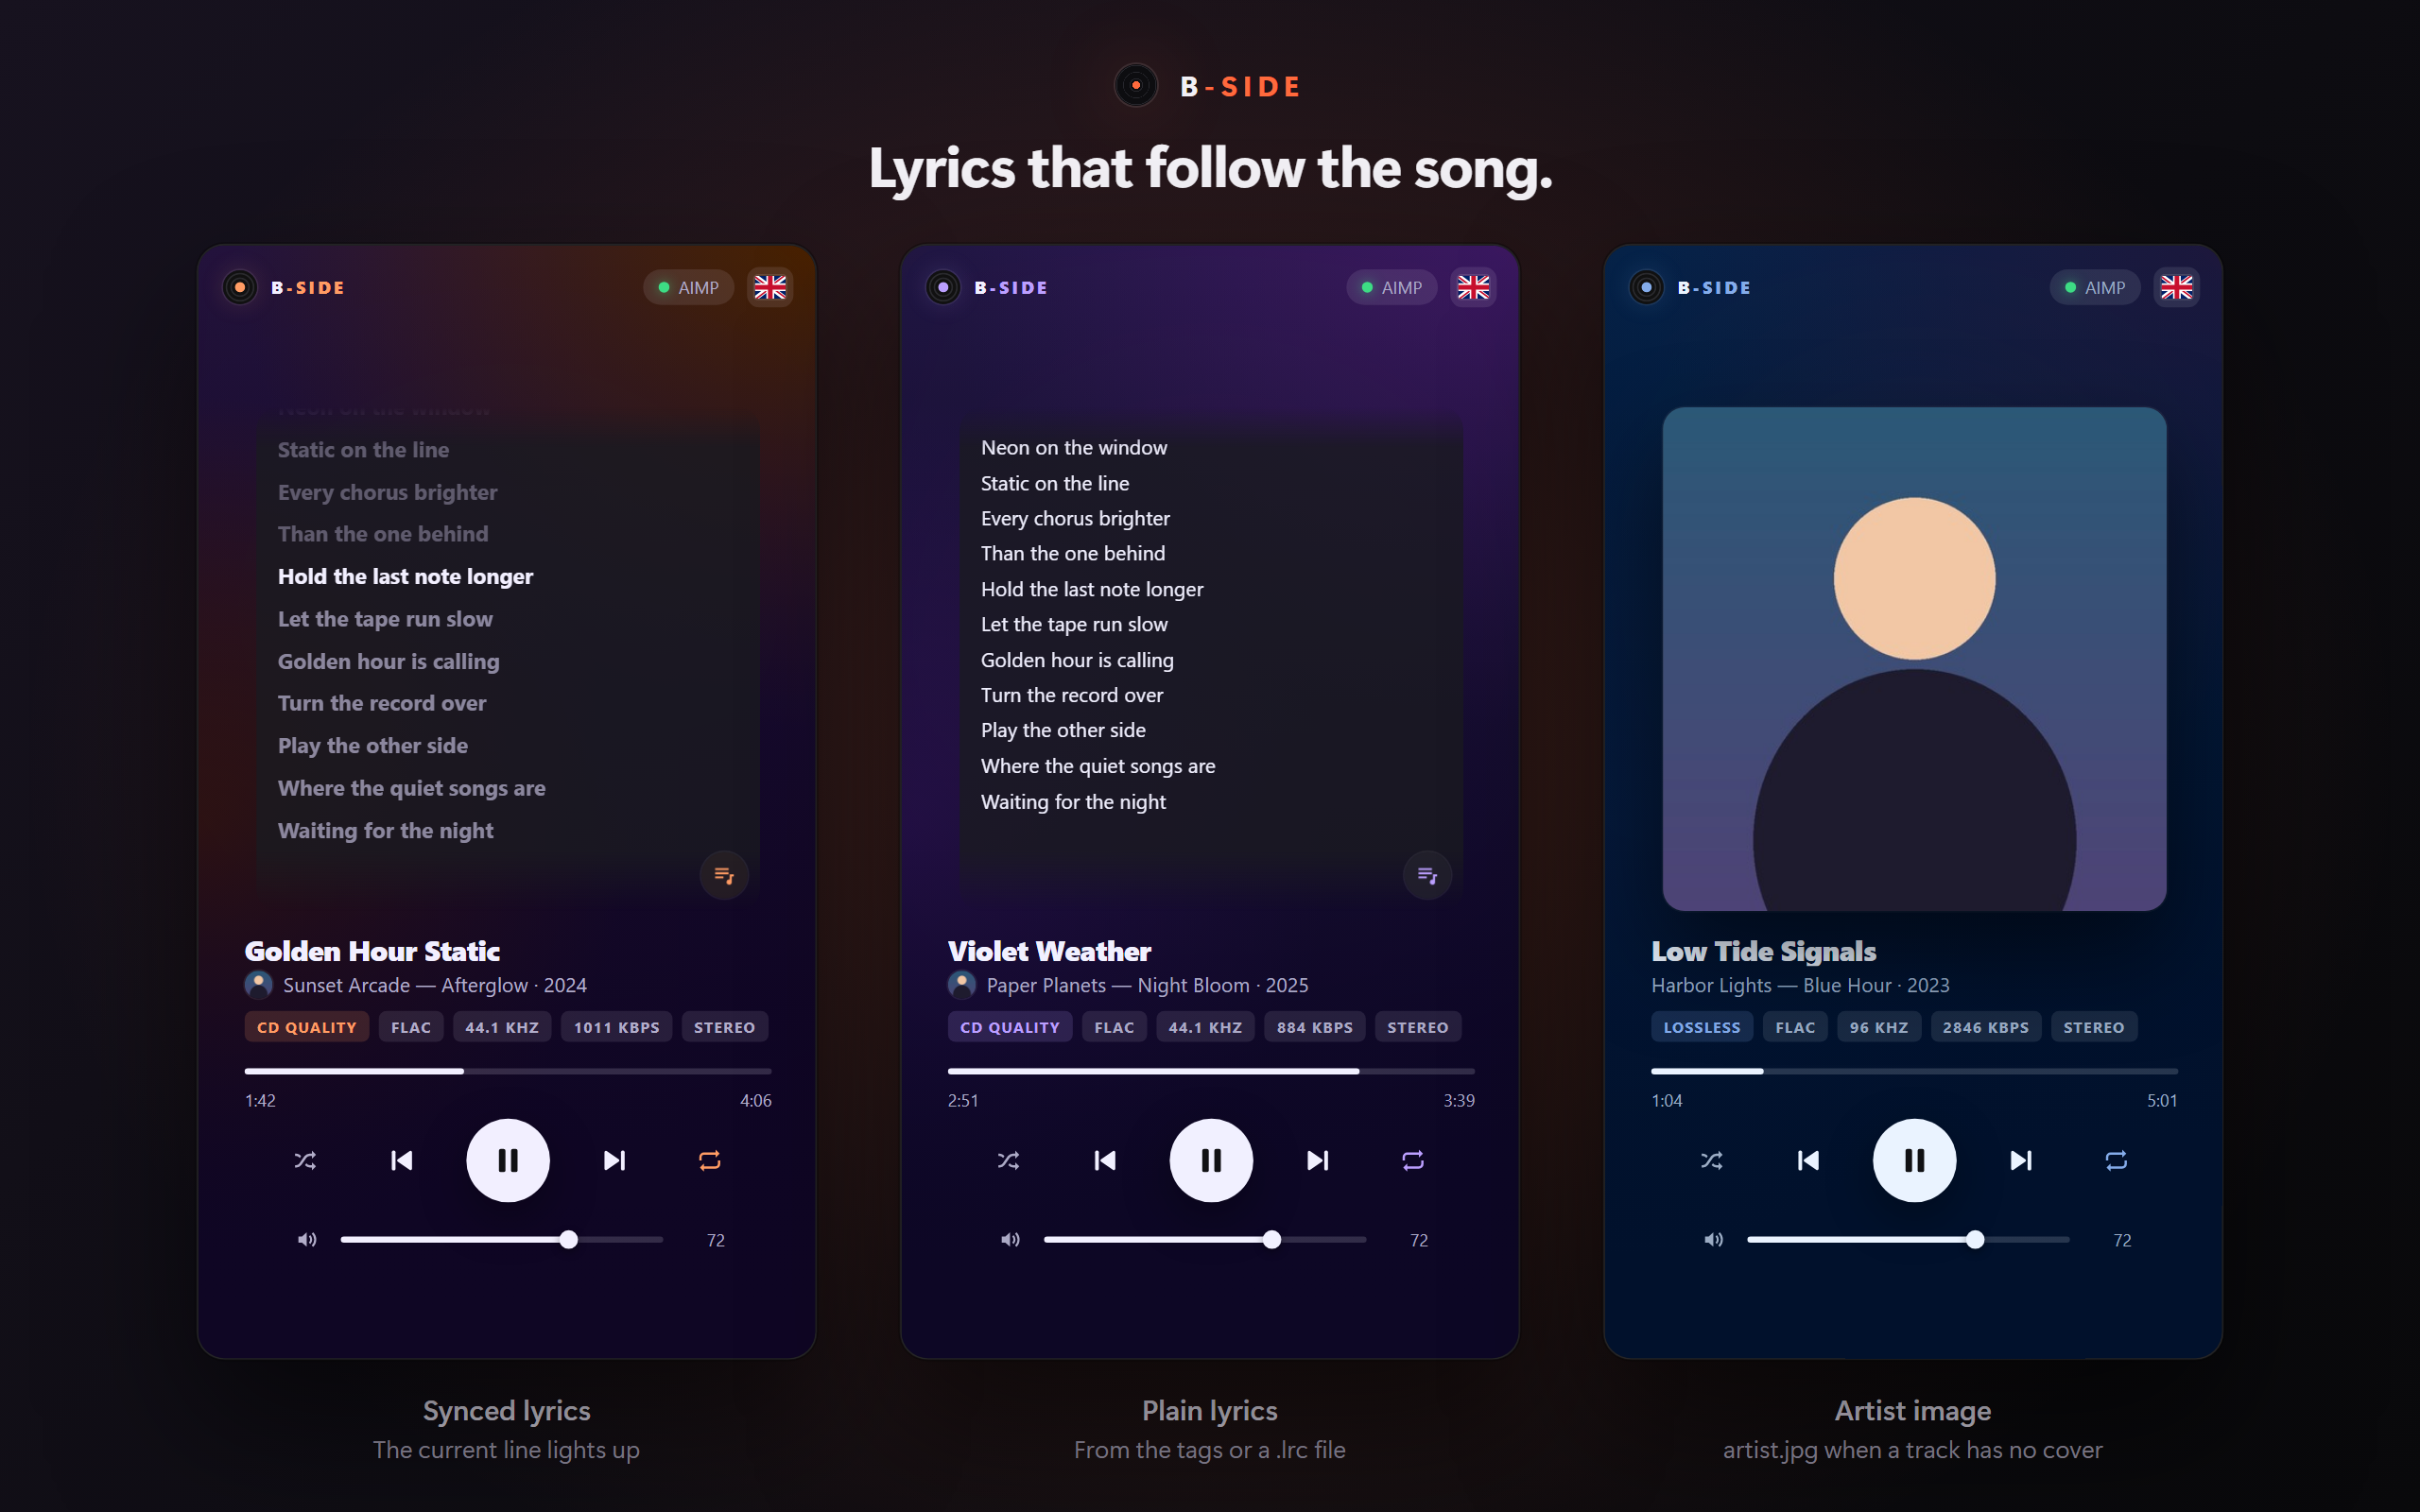 B-SIDE
Lyrics that follow the song.
B-SIDE
AIMP
Neon on the window
Static on the line
Every chorus brighter
Than the one behind
Hold the last note longer
Let the tape run slow
Golden hour is calling
Turn the record over
Play the other side
Where the quiet songs are
Waiting for the night
Golden Hour Static
Sunset Arcade — Afterglow · 2024
CD QUALITY FLAC 44.1 KHZ 1011 KBPS STEREO
1:42 4:06
72
Synced lyrics
The current line lights up
B-SIDE
AIMP
Neon on the window
Static on the line
Every chorus brighter
Than the one behind
Hold the last note longer
Let the tape run slow
Golden hour is calling
Turn the record over
Play the other side
Where the quiet songs are
Waiting for the night
Violet Weather
Paper Planets — Night Bloom · 2025
CD QUALITY FLAC 44.1 KHZ 884 KBPS STEREO
2:51 3:39
72
Plain lyrics
From the tags or a .lrc file
B-SIDE
AIMP
Low Tide Signals
Harbor Lights — Blue Hour · 2023
LOSSLESS FLAC 96 KHZ 2846 KBPS STEREO
1:04 5:01
72
Artist image
artist.jpg when a track has no cover